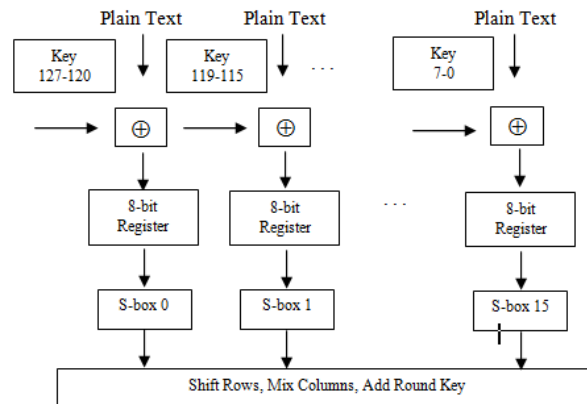 Plain Text Plain Text Plain Text
Key
127-120
Key
119-115
. . .
Key
7-0
⊕ ⊕ ⊕
8-bit
Register
8-bit
Register
. . .
8-bit
Register
S-box 0 S-box 1 S-box 15
Shift Rows, Mix Columns, Add Round Key